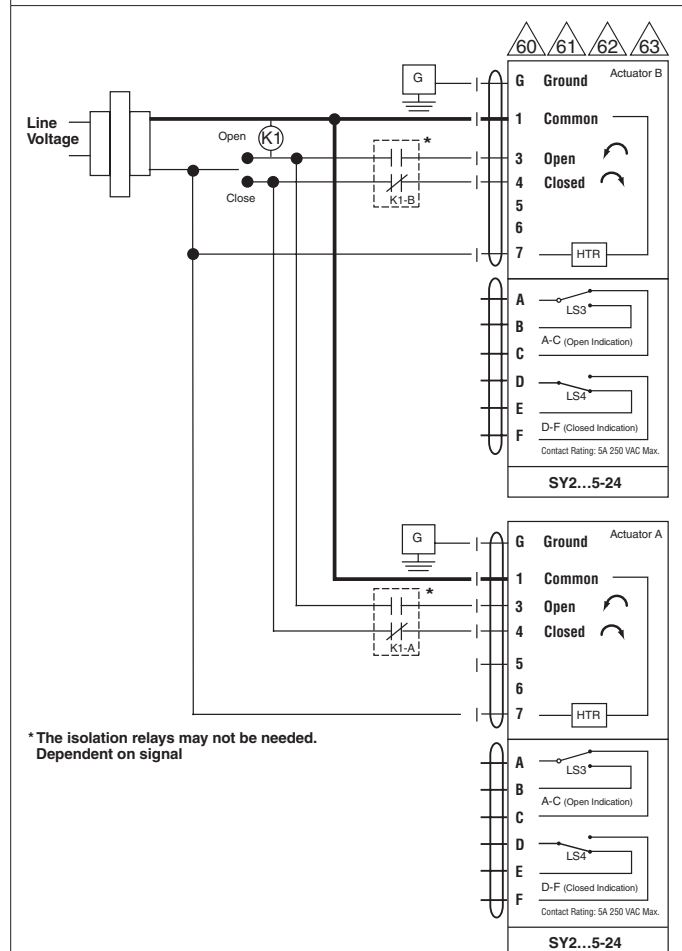 60 61 62 63
Actuator B
G G Ground
Line
Voltage
1 Common
Open K1 *
3 Open
4 Closed
Close K1-B
5
6
7 HTR
A
LS3
B
A-C (Open Indication)
C
D
LS4
E
D-F (Closed Indication)
F
Contact Rating: 5A 250 VAC Max.
SY2...5-24
Actuator A
G G Ground
1 Common
*
3 Open
4 Closed
K1-A
5
6
7 HTR
* The isolation relays may not be needed.
Dependent on signal
A
LS3
B
A-C (Open Indication)
C
D
LS4
E
D-F (Closed Indication)
F
Contact Rating: 5A 250 VAC Max.
SY2...5-24